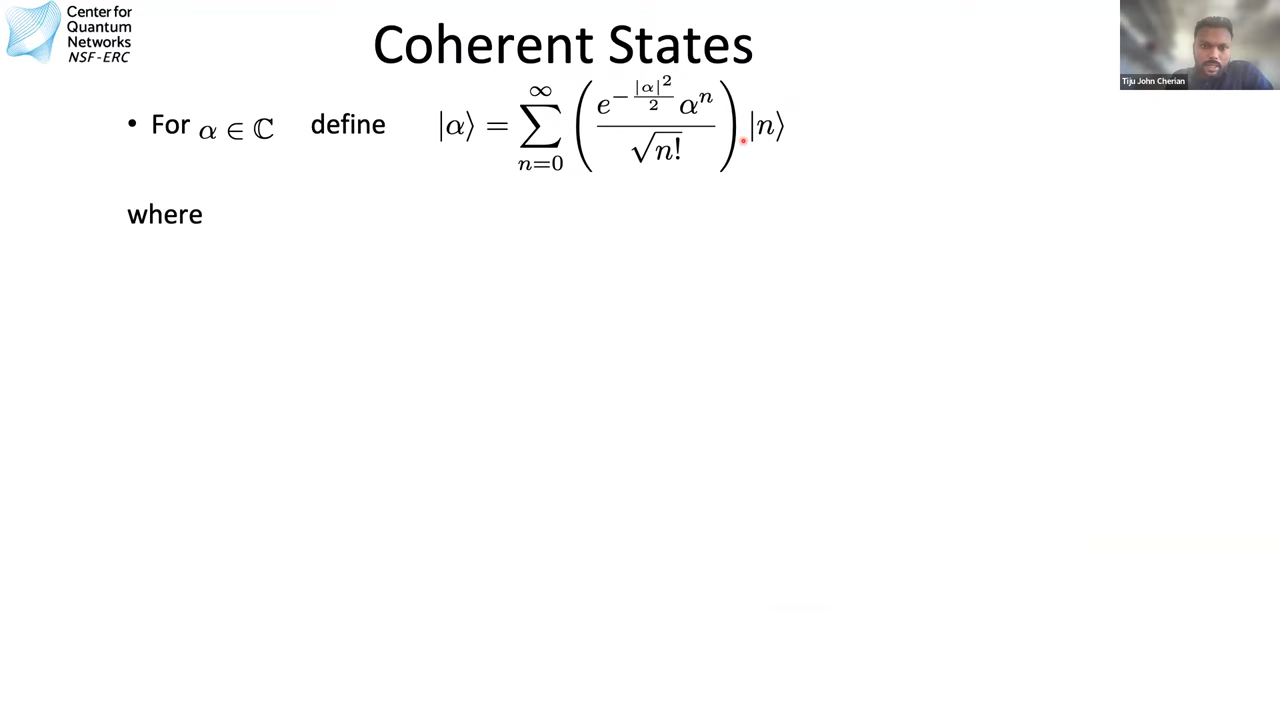 Center for
Quantum
Networks
NSF-ERC
Coherent States
Tiju John Cherian
• For α ∈ ℂ define |α⟩ = ∑_{n=0}^{∞} ( e^{-|α|²/2} αⁿ / √n! ) |n⟩
where